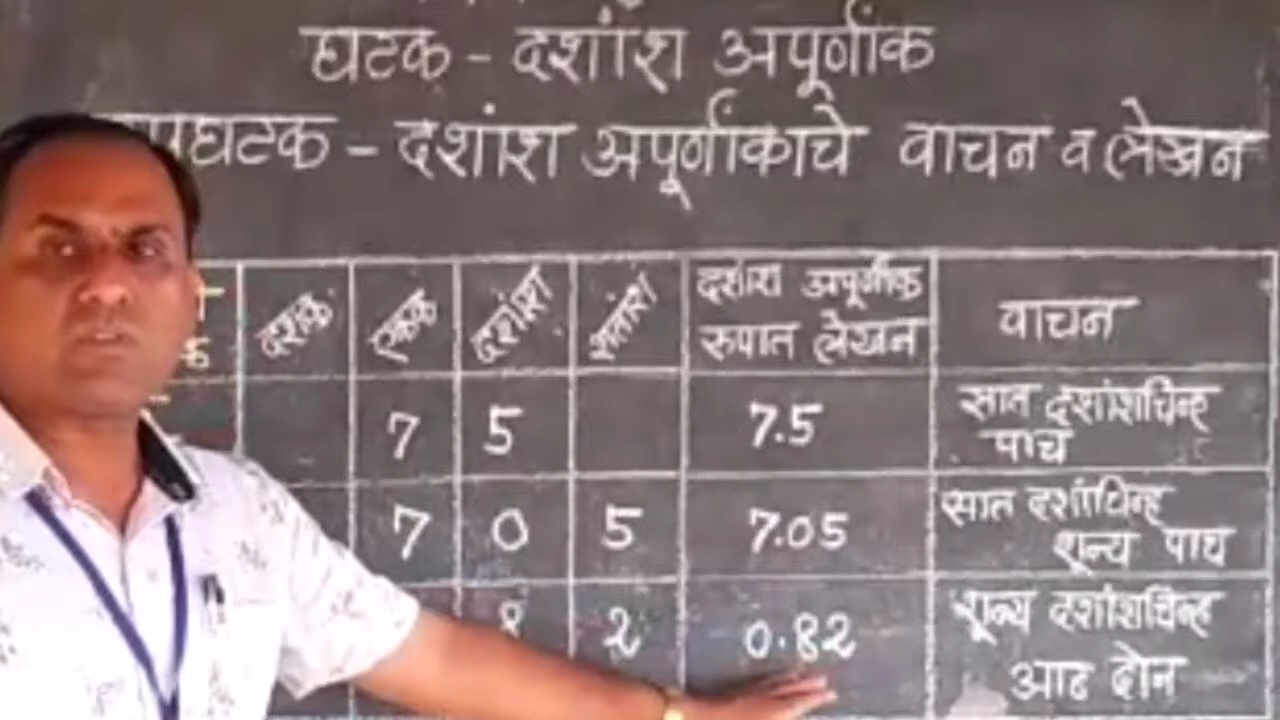 घटक - दशांश अपूर्णांक
उपघटक - दशांश अपूर्णांकाचे वाचन व लेखन
दशक एकक दशांश शतांश दशांश अपूर्णांक रुपात लेखन वाचन
7 5 7.5 सात दशांशचिन्ह
पाच
7 0 5 7.05 सात दशांचिन्ह
शून्य पाच
8 2 0.82 शून्य दशांशचिन्ह
आठ दोन